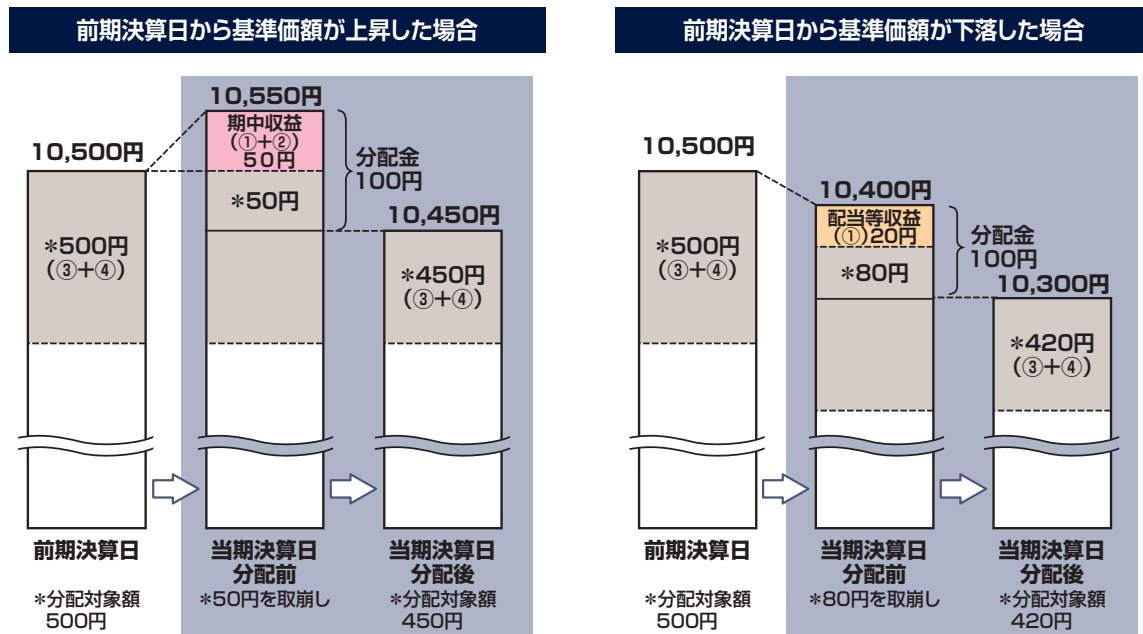 前期決算日から基準価額が上昇した場合
10,500円
*500円
(③+④)
前期決算日
*分配対象額
500円
10,550円
期中収益
(①+②)
50円
*50円
分配金
100円
当期決算日
分配前
*50円を取崩し
10,450円
*450円
(③+④)
当期決算日
分配後
*分配対象額
450円
前期決算日から基準価額が下落した場合
10,500円
*500円
(③+④)
前期決算日
*分配対象額
500円
10,400円
配当等収益
(①)20円
*80円
分配金
100円
当期決算日
分配前
*80円を取崩し
10,300円
*420円
(③+④)
当期決算日
分配後
*分配対象額
420円